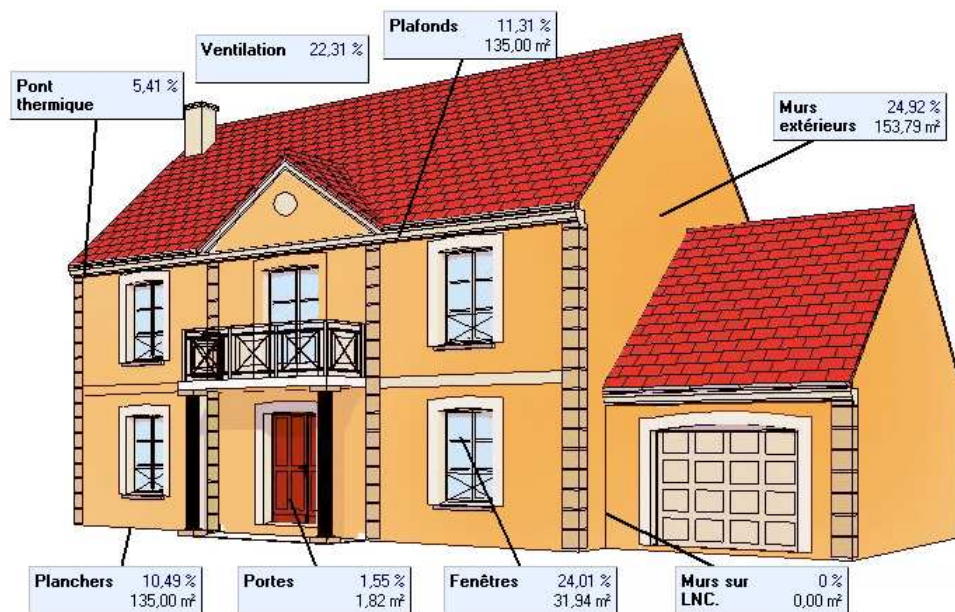 Plafonds 11,31 %
135,00 m²
Ventilation 22,31 %
Pont 5,41 %
thermique
Murs 24,92 %
extérieurs 153,79 m²
Planchers 10,49 %
135,00 m²
Portes 1,55 %
1,82 m²
Fenêtres 24,01 %
31,94 m²
Murs sur 0 %
LNC. 0,00 m²